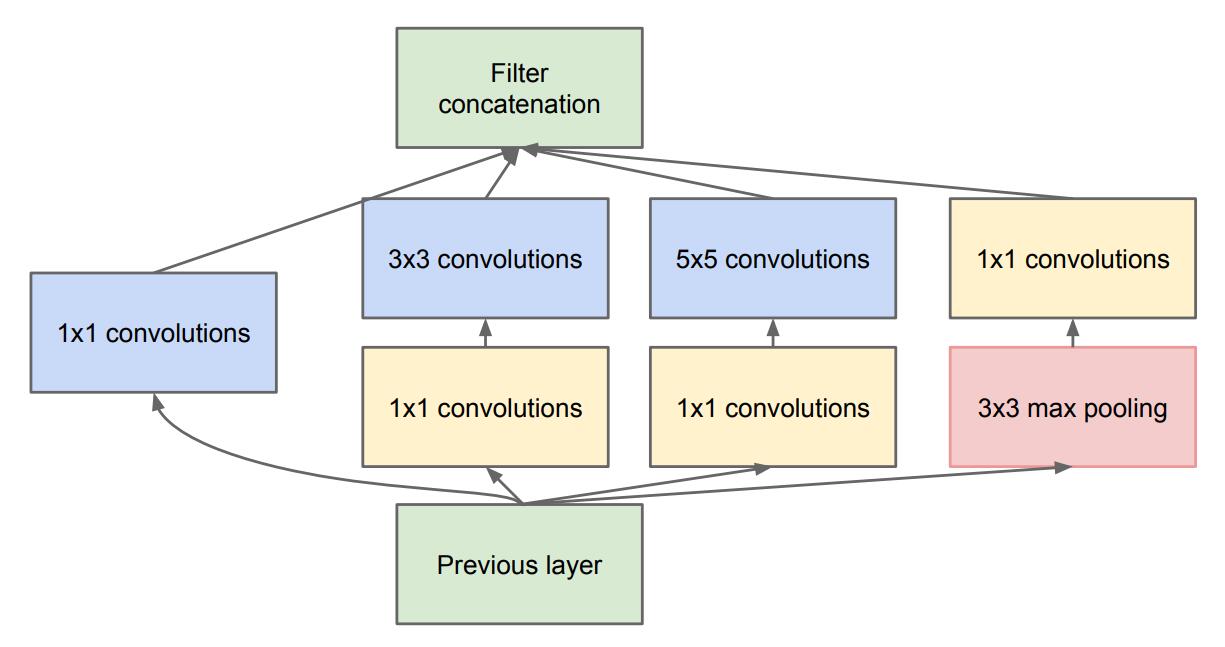 Filter
concatenation
3x3 convolutions
5x5 convolutions
1x1 convolutions
1x1 convolutions
1x1 convolutions
1x1 convolutions
3x3 max pooling
Previous layer